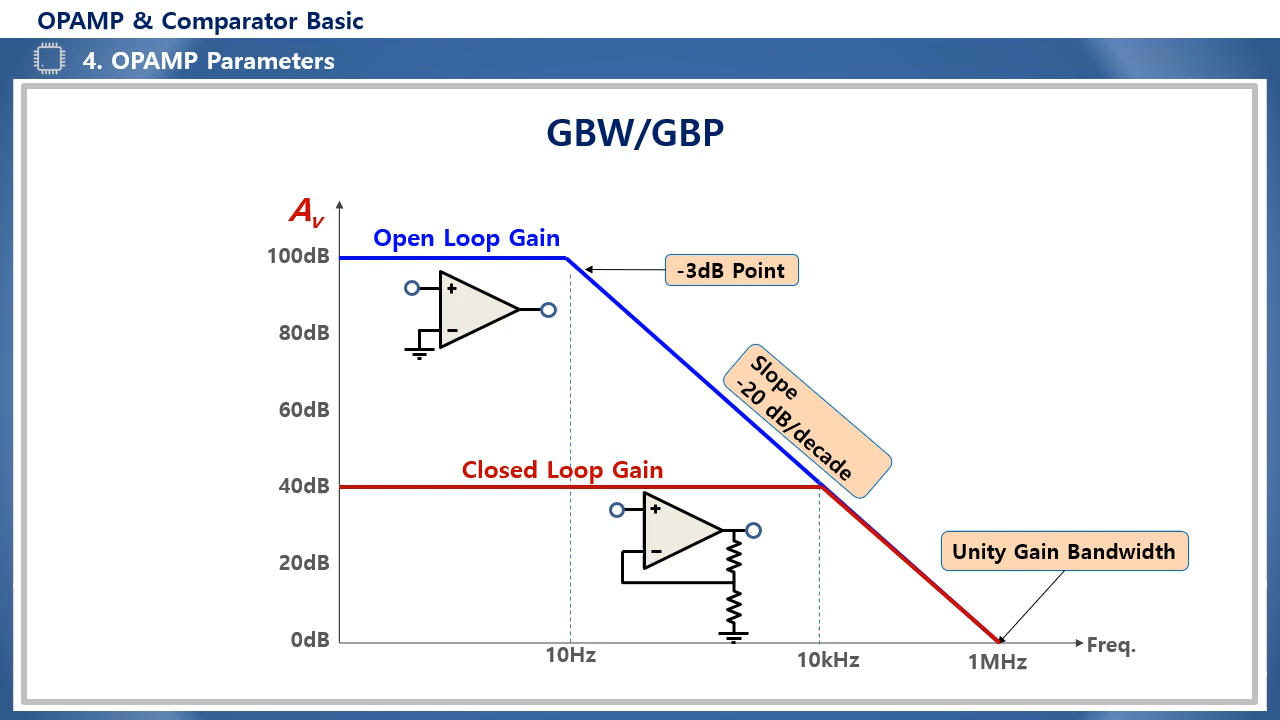 OPAMP & Comparator Basic
4. OPAMP Parameters
GBW/GBP
Av
Open Loop Gain
100dB
-3dB Point
+
−
80dB
Slope
-20 dB/decade
60dB
Closed Loop Gain
40dB
+
−
Unity Gain Bandwidth
20dB
0dB
Freq.
10Hz
10kHz
1MHz